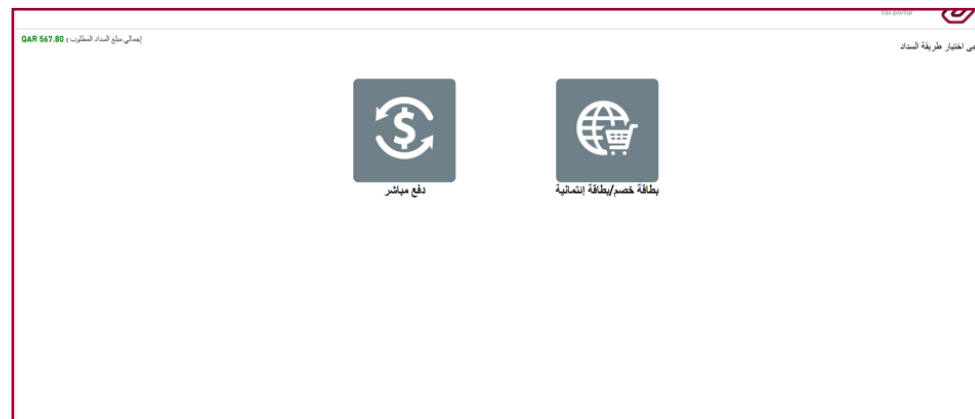 tax portal
إجمالي مبلغ السداد المطلوب : QAR 567.80
اختيار طريقة السداد
دفع مباشر
بطاقة خصم/بطاقة إئتمانية